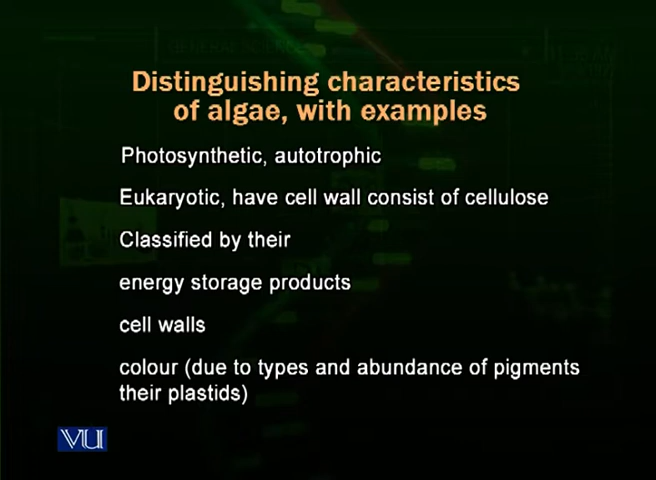 Distinguishing characteristics
of algae, with examples
Photosynthetic, autotrophic
Eukaryotic, have cell wall consist of cellulose
Classified by their
energy storage products
cell walls
colour (due to types and abundance of pigments
their plastids)
VU